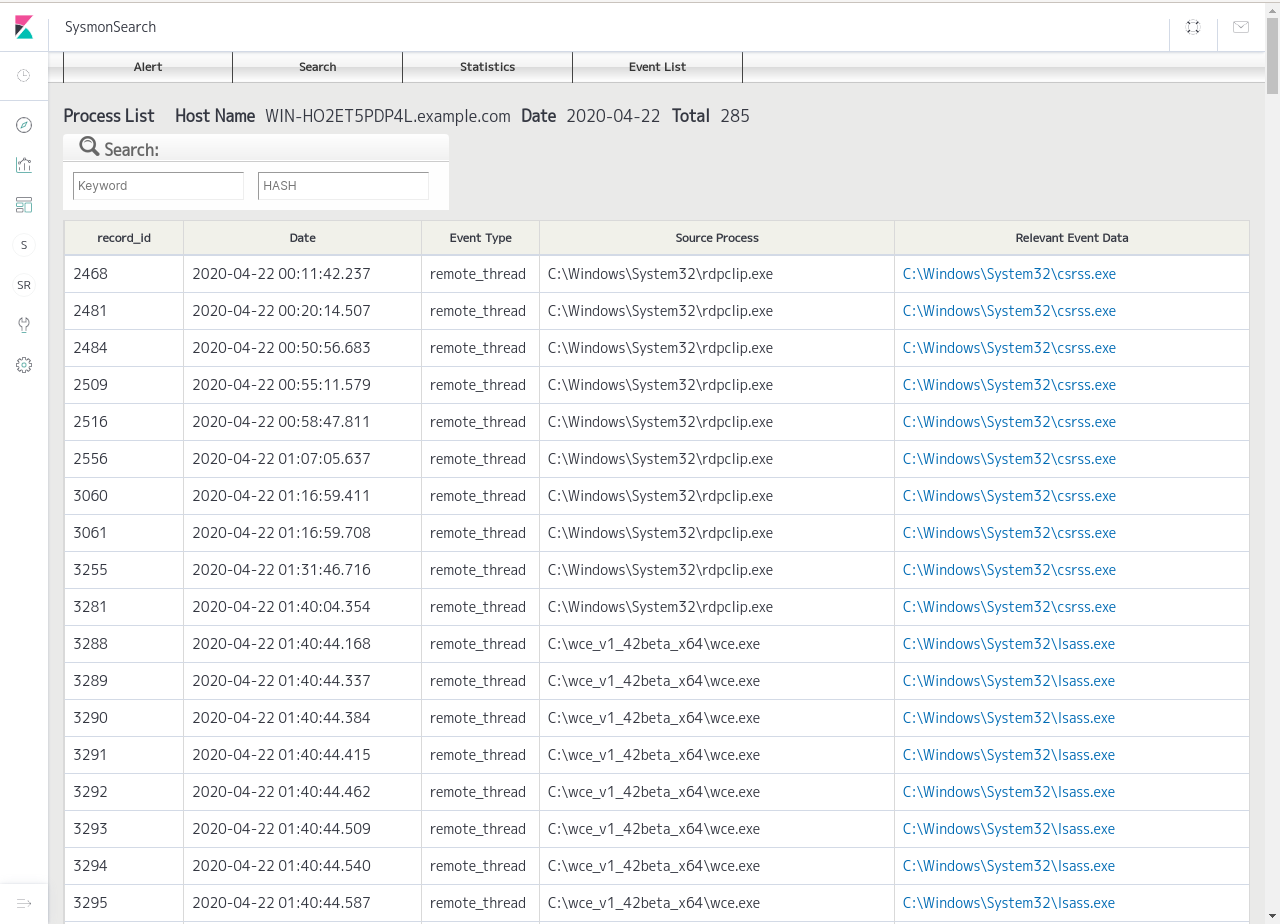 SysmonSearch
Alert Search Statistics Event List
Process List Host Name WIN-HO2ET5PDP4L.example.com Date 2020-04-22 Total 285
Search:
Keyword HASH
record_id Date Event Type Source Process Relevant Event Data
2468 2020-04-22 00:11:42.237 remote_thread C:\Windows\System32\rdpclip.exe C:\Windows\System32\csrss.exe
2481 2020-04-22 00:20:14.507 remote_thread C:\Windows\System32\rdpclip.exe C:\Windows\System32\csrss.exe
S
2484 2020-04-22 00:50:56.683 remote_thread C:\Windows\System32\rdpclip.exe C:\Windows\System32\csrss.exe
SR
2509 2020-04-22 00:55:11.579 remote_thread C:\Windows\System32\rdpclip.exe C:\Windows\System32\csrss.exe
2516 2020-04-22 00:58:47.811 remote_thread C:\Windows\System32\rdpclip.exe C:\Windows\System32\csrss.exe
2556 2020-04-22 01:07:05.637 remote_thread C:\Windows\System32\rdpclip.exe C:\Windows\System32\csrss.exe
3060 2020-04-22 01:16:59.411 remote_thread C:\Windows\System32\rdpclip.exe C:\Windows\System32\csrss.exe
3061 2020-04-22 01:16:59.708 remote_thread C:\Windows\System32\rdpclip.exe C:\Windows\System32\csrss.exe
3255 2020-04-22 01:31:46.716 remote_thread C:\Windows\System32\rdpclip.exe C:\Windows\System32\csrss.exe
3281 2020-04-22 01:40:04.354 remote_thread C:\Windows\System32\rdpclip.exe C:\Windows\System32\csrss.exe
3288 2020-04-22 01:40:44.168 remote_thread C:\wce_v1_42beta_x64\wce.exe C:\Windows\System32\lsass.exe
3289 2020-04-22 01:40:44.337 remote_thread C:\wce_v1_42beta_x64\wce.exe C:\Windows\System32\lsass.exe
3290 2020-04-22 01:40:44.384 remote_thread C:\wce_v1_42beta_x64\wce.exe C:\Windows\System32\lsass.exe
3291 2020-04-22 01:40:44.415 remote_thread C:\wce_v1_42beta_x64\wce.exe C:\Windows\System32\lsass.exe
3292 2020-04-22 01:40:44.462 remote_thread C:\wce_v1_42beta_x64\wce.exe C:\Windows\System32\lsass.exe
3293 2020-04-22 01:40:44.509 remote_thread C:\wce_v1_42beta_x64\wce.exe C:\Windows\System32\lsass.exe
3294 2020-04-22 01:40:44.540 remote_thread C:\wce_v1_42beta_x64\wce.exe C:\Windows\System32\lsass.exe
3295 2020-04-22 01:40:44.587 remote_thread C:\wce_v1_42beta_x64\wce.exe C:\Windows\System32\lsass.exe